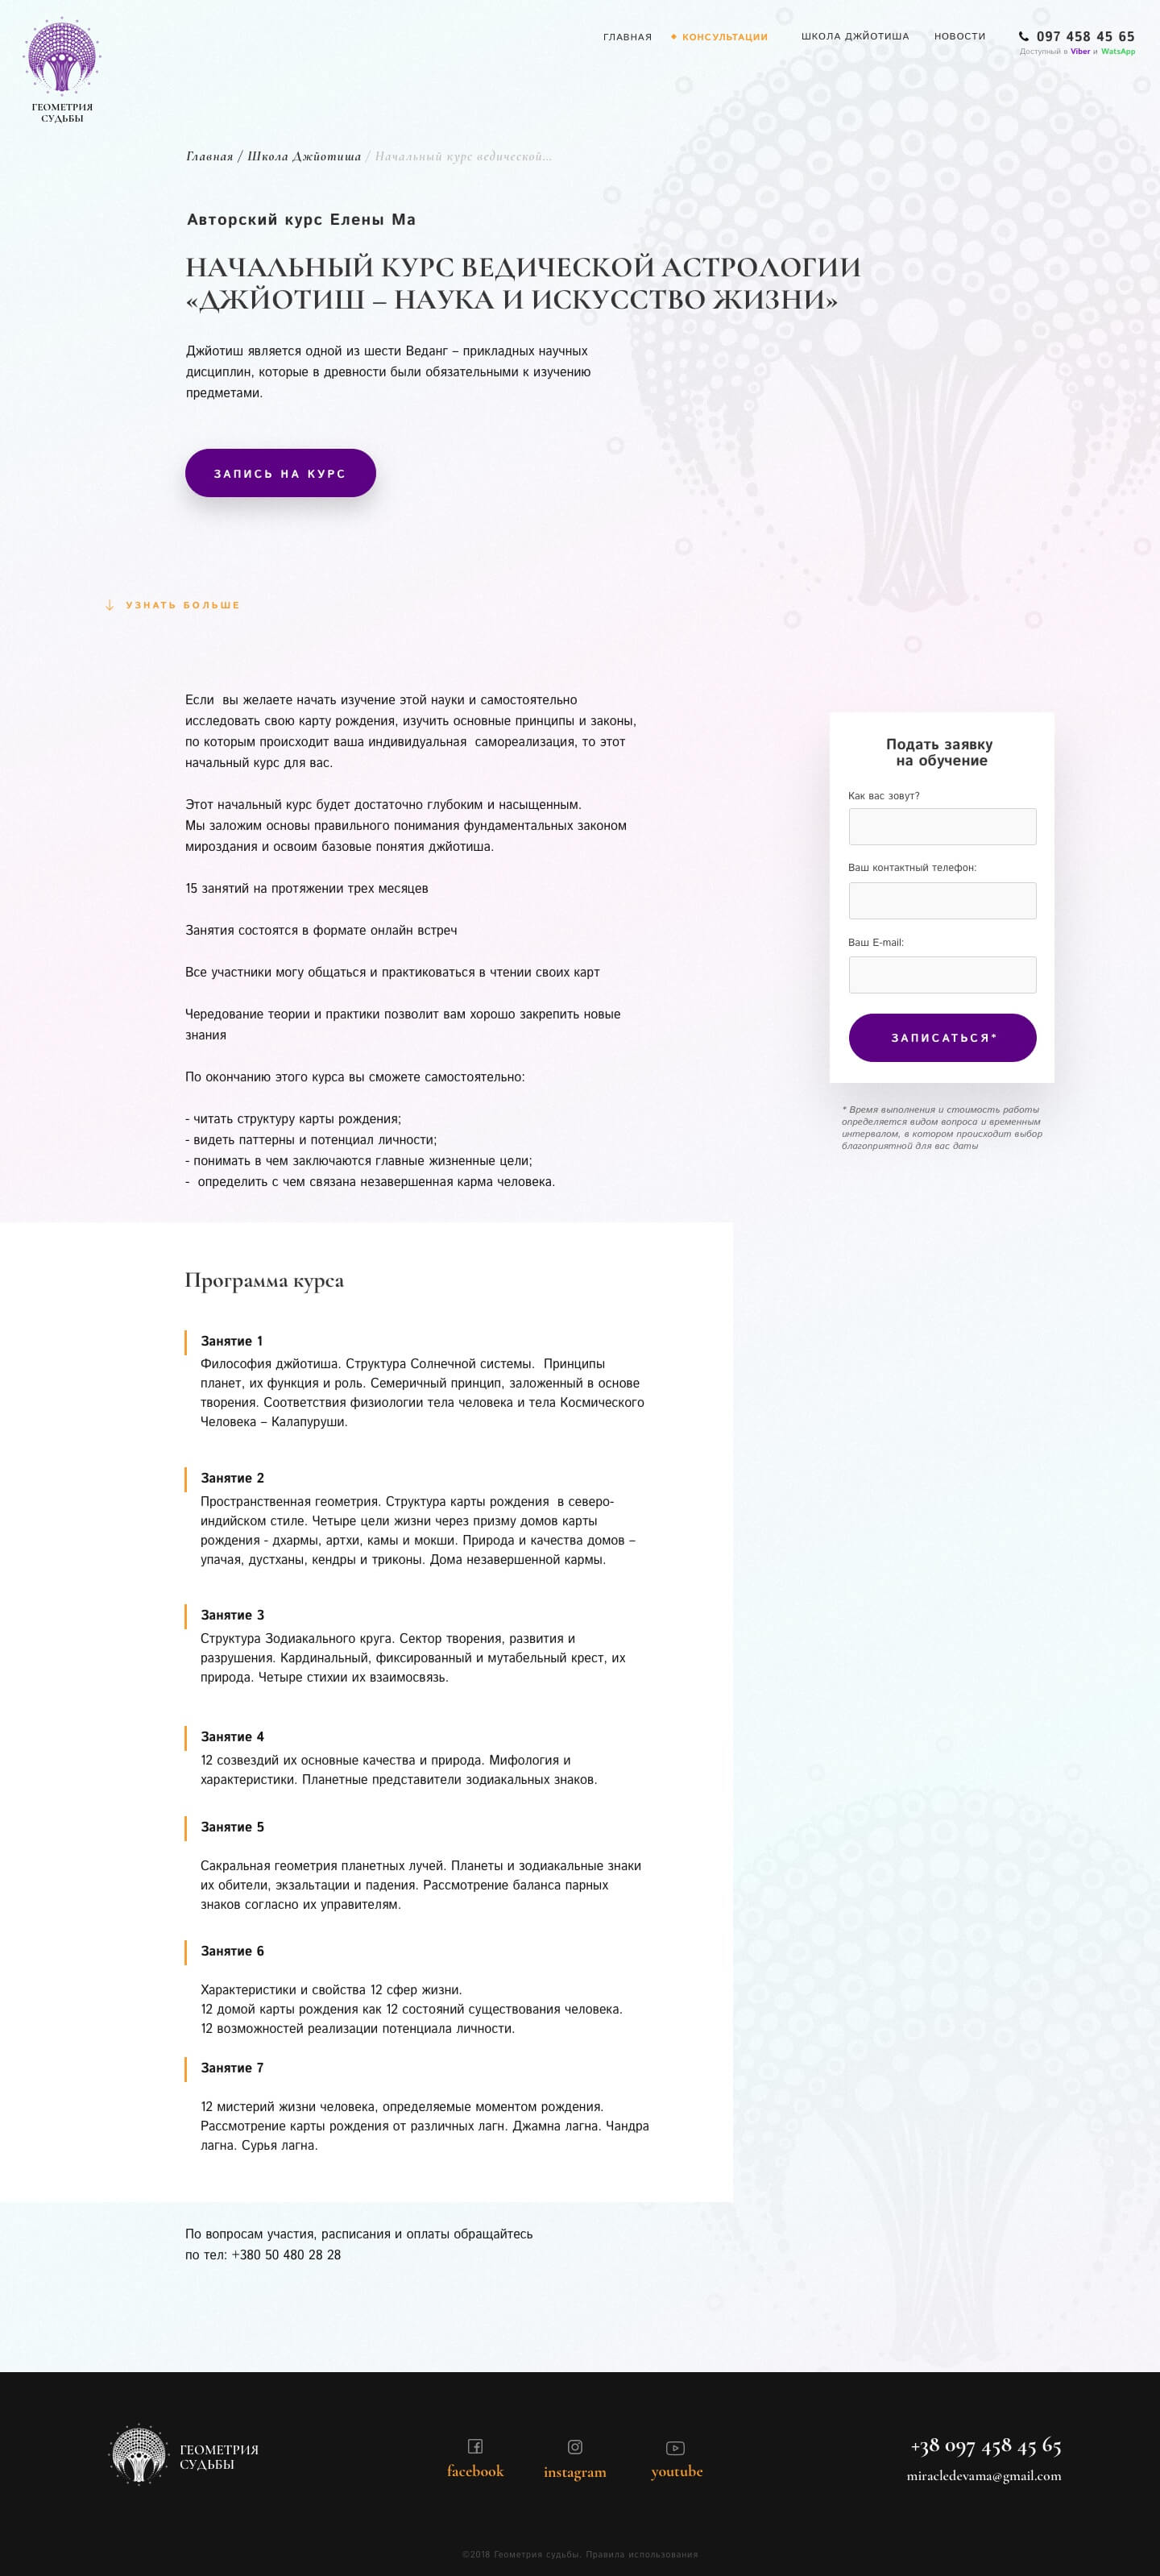 ГЕОМЕТРИЯ
СУДЬБЫ
ГЛАВНАЯ
КОНСУЛЬТАЦИИ
ШКОЛА ДЖЙОТИША
НОВОСТИ
097 458 45 65
Доступный в Viber и WatsApp
Главная / Школа Джйотиша / Начальный курс ведической...
Авторский курс Елены Ма
НАЧАЛЬНЫЙ КУРС ВЕДИЧЕСКОЙ АСТРОЛОГИИ
«ДЖЙОТИШ – НАУКА И ИСКУССТВО ЖИЗНИ»
Джйотиш является одной из шести Веданг – прикладных научных
дисциплин, которые в древности были обязательными к изучению
предметами.
ЗАПИСЬ НА КУРС
УЗНАТЬ БОЛЬШЕ
Если вы желаете начать изучение этой науки и самостоятельно
исследовать свою карту рождения, изучить основные принципы и законы,
по которым происходит ваша индивидуальная самореализация, то этот
начальный курс для вас.
Этот начальный курс будет достаточно глубоким и насыщенным.
Мы заложим основы правильного понимания фундаментальных законом
мироздания и освоим базовые понятия джйотиша.
15 занятий на протяжении трех месяцев
Занятия состоятся в формате онлайн встреч
Все участники могу общаться и практиковаться в чтении своих карт
Чередование теории и практики позволит вам хорошо закрепить новые
знания
По окончанию этого курса вы сможете самостоятельно:
- читать структуру карты рождения;
- видеть паттерны и потенциал личности;
- понимать в чем заключаются главные жизненные цели;
- определить с чем связана незавершенная карма человека.
Подать заявку
на обучение
Как вас зовут?
Ваш контактный телефон:
Ваш E-mail:
ЗАПИСАТЬСЯ*
* Время выполнения и стоимость работы
определяется видом вопроса и временным
интервалом, в котором происходит выбор
благоприятной для вас даты
Программа курса
Занятие 1
Философия джйотиша. Структура Солнечной системы. Принципы
планет, их функция и роль. Семеричный принцип, заложенный в основе
творения. Соответствия физиологии тела человека и тела Космического
Человека – Калапуруши.
Занятие 2
Пространственная геометрия. Структура карты рождения в северо-
индийском стиле. Четыре цели жизни через призму домов карты
рождения - дхармы, артхи, камы и мокши. Природа и качества домов –
упачая, дустханы, кендры и триконы. Дома незавершенной кармы.
Занятие 3
Структура Зодиакального круга. Сектор творения, развития и
разрушения. Кардинальный, фиксированный и мутабельный крест, их
природа. Четыре стихии их взаимосвязь.
Занятие 4
12 созвездий их основные качества и природа. Мифология и
характеристики. Планетные представители зодиакальных знаков.
Занятие 5
Сакральная геометрия планетных лучей. Планеты и зодиакальные знаки
их обители, экзальтации и падения. Рассмотрение баланса парных
знаков согласно их управителям.
Занятие 6
Характеристики и свойства 12 сфер жизни.
12 домой карты рождения как 12 состояний существования человека.
12 возможностей реализации потенциала личности.
Занятие 7
12 мистерий жизни человека, определяемые моментом рождения.
Рассмотрение карты рождения от различных лагн. Джамна лагна. Чандра
лагна. Сурья лагна.
По вопросам участия, расписания и оплаты обращайтесь
по тел: +380 50 480 28 28
ГЕОМЕТРИЯ
СУДЬБЫ
facebook
instagram
youtube
+38 097 458 45 65
miracledevama@gmail.com
©2018 Геометрия судьбы. Правила использования